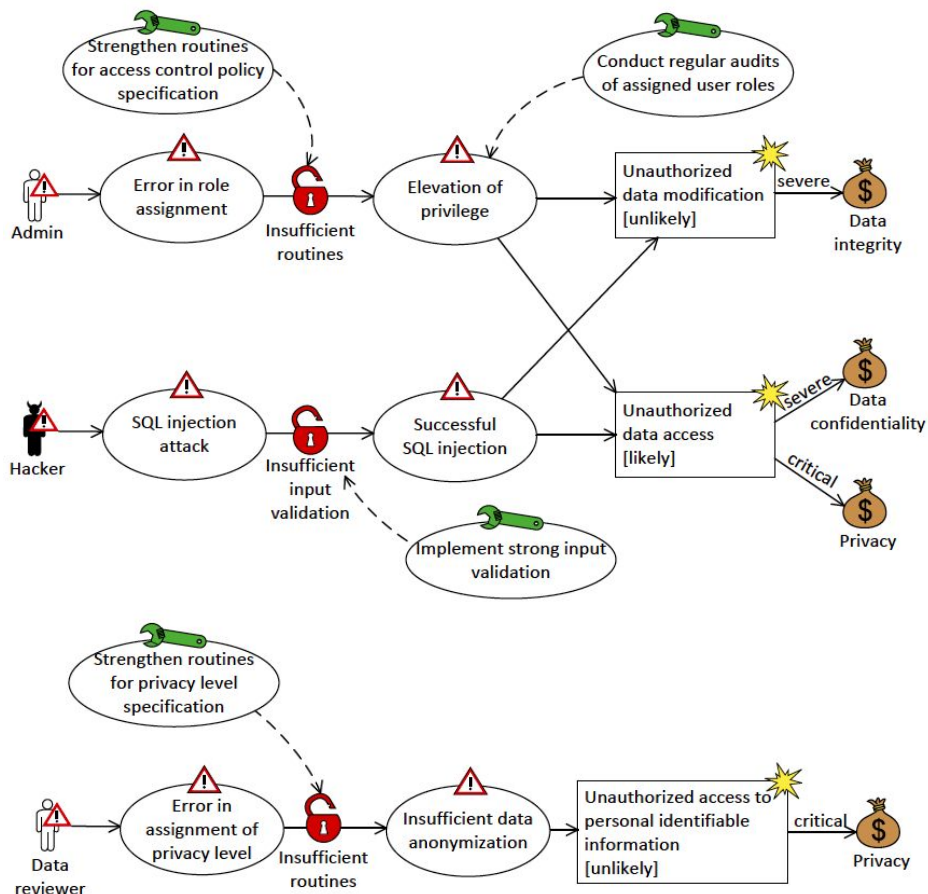 Strengthen routines
for access control policy
specification
Conduct regular audits
of assigned user roles
Admin
Error in role
assignment
Insufficient
routines
Elevation of
privilege
Unauthorized
data modification
[unlikely]
severe
Data
integrity
Hacker
SQL injection
attack
Insufficient
input
validation
Successful
SQL injection
Unauthorized
data access
[likely]
severe
Data
confidentiality
critical
Privacy
Implement strong input
validation
Strengthen routines
for privacy level
specification
Data
reviewer
Error in
assignment of
privacy level
Insufficient
routines
Insufficient data
anonymization
Unauthorized access to
personal identifiable
information
[unlikely]
critical
Privacy